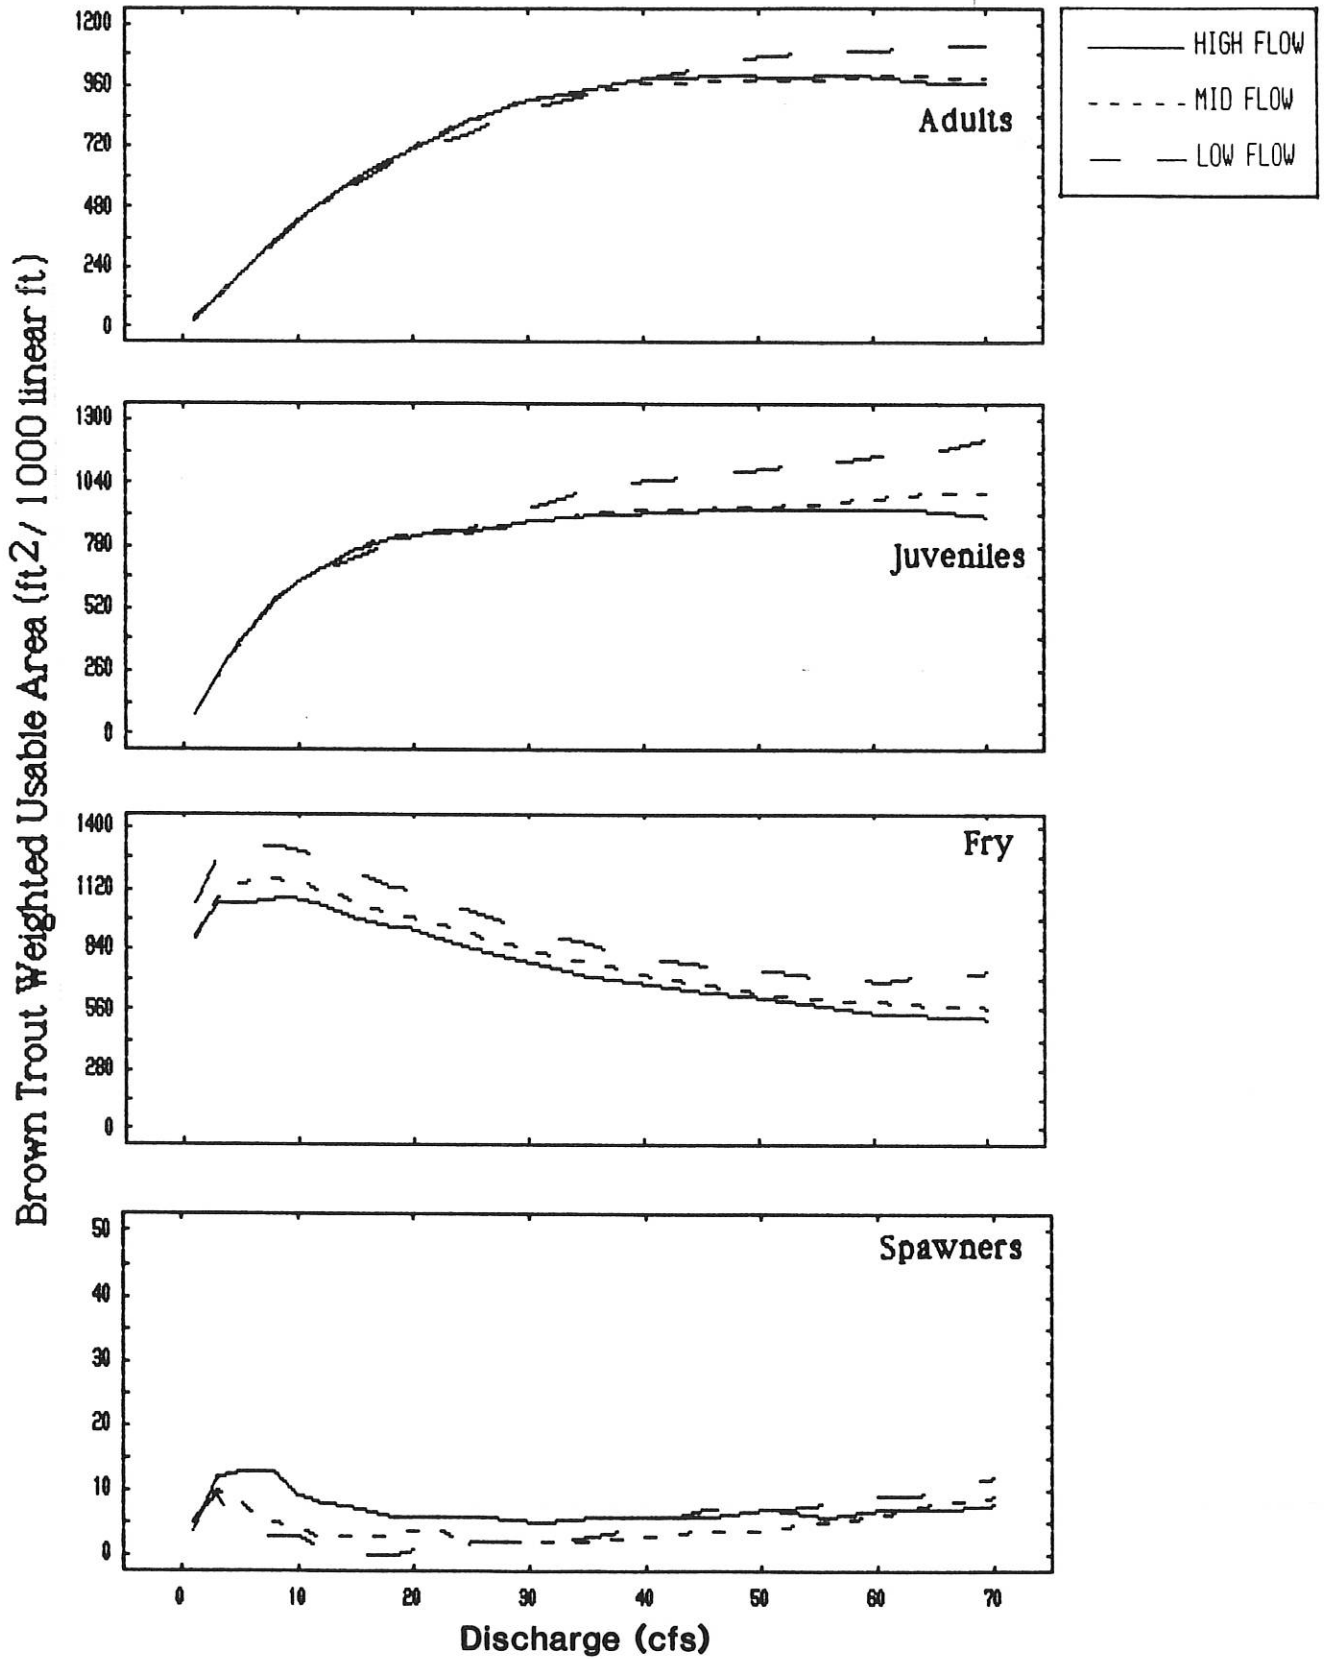 HIGH FLOW
MID FLOW
LOW FLOW
Brown Trout Weighted Usable Area (ft2 / 1000 linear ft)
1200
960
720
480
240
0
Adults
1300
1040
780
520
260
0
Juveniles
1400
1120
840
560
280
0
Fry
50
40
30
20
10
0
Spawners
0 10 20 30 40 50 60 70
Discharge (cfs)